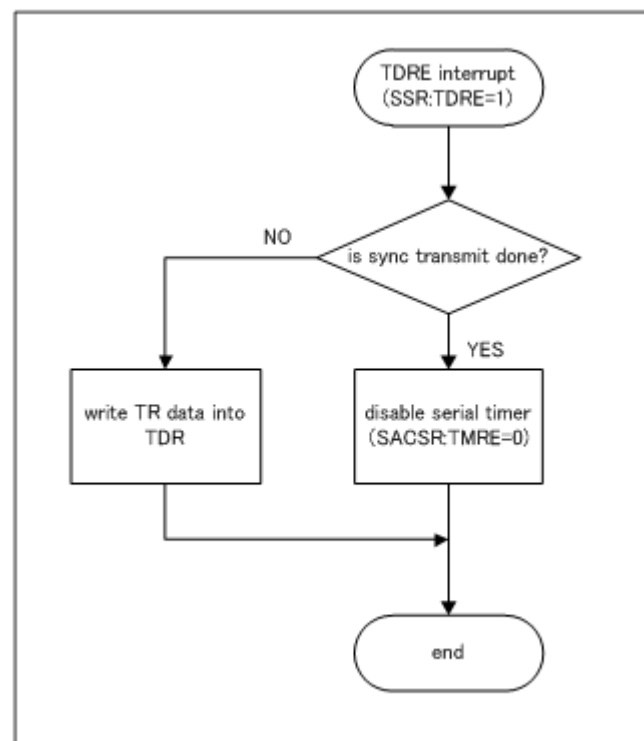 TDRE interrupt
(SSR:TDRE=1)
is sync transmit done?
NO
YES
write TR data into
TDR
disable serial timer
(SACSR:TMRE=0)
end